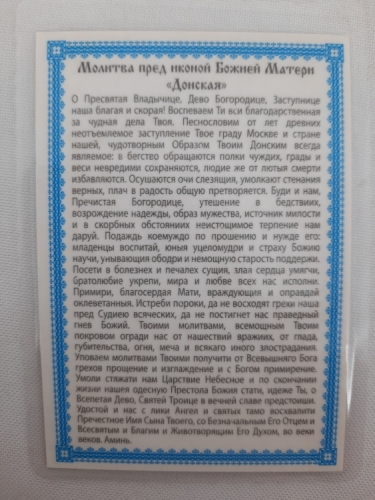 Молитва пред иконой Божией Матери
«Донская»
О Пресвятая Владычице, Дево Богородице, Заступнице
наша благая и скорая! Воспеваем Ти вси благодарственная
за чудная дела Твоя. Песнословим от лет древних
неотъемлемое заступление Твое граду Москве и стране
нашей, чудотворным Образом Твоим Донским всегда
являемое: в бегство обращаются полки чуждих, грады и
веси невредими сохраняются, людие же от лютыя смерти
избавляются. Осушаются очи слезящия, умолкают стенания
верных, плач в радость общую претворяется. Буди и нам,
Пречистая Богородице, утешение в бедствиих,
возрождение надежды, образ мужества, источник милости
и в скорбных обстояниих неистощимое терпение нам
даруй. Подаждь коемуждо по прошению и нужде его:
младенцы воспитай, юныя уцеломудри и страху Божию
научи, унывающия ободри и немощную старость поддержи.
Посети в болезнех и печалех сущия, злая сердца умягчи,
братолюбие укрепи, мира и любве всех нас исполни.
Примири, благосердая Мати, враждующия и оправдай
оклеветанныя. Истреби пороки, да не восходят грехи наша
пред Судиею всяческих, да не постигнет нас праведный
гнев Божий. Твоими молитвами, всемощным Твоим
покровом огради нас от нашествий вражиих, от глада,
губительства, огня, меча и всякаго инаго злострадания.
Уповаем молитвами Твоими получити от Всевышняго Бога
грехов прощение и изглаждение и с Богом примирение.
Умоли стяжати нам Царствие Небесное и по скончании
жизни нашея одесную Престола Божия стати, идеже Ты, о
Всепетая Дево, Святей Троице в вечней славе предстоиши.
Удостой и нас с лики Ангел и святых тамо восхвалити
Пречестное Имя Сына Твоего, со Безначальным Его Отцем и
Всесвятым и Благим и Животворящим Его Духом, во веки
веков. Аминь.